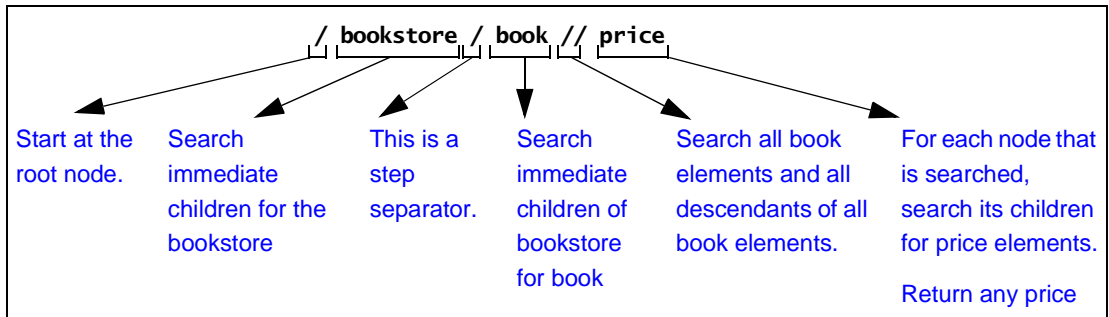 / bookstore / book // price
Start at the
root node.
Search
immediate
children for the
bookstore
This is a
step
separator.
Search
immediate
children of
bookstore
for book
Search all book
elements and all
descendants of all
book elements.
For each node that
is searched,
search its children
for price elements.
Return any price